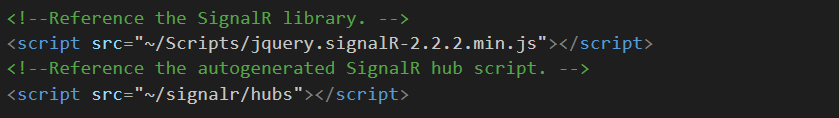 <!--Reference the SignalR library. -->
<script src="~/Scripts/jquery.signalR-2.2.2.min.js"></script>
<!--Reference the autogenerated SignalR hub script. -->
<script src="~/signalr/hubs"></script>